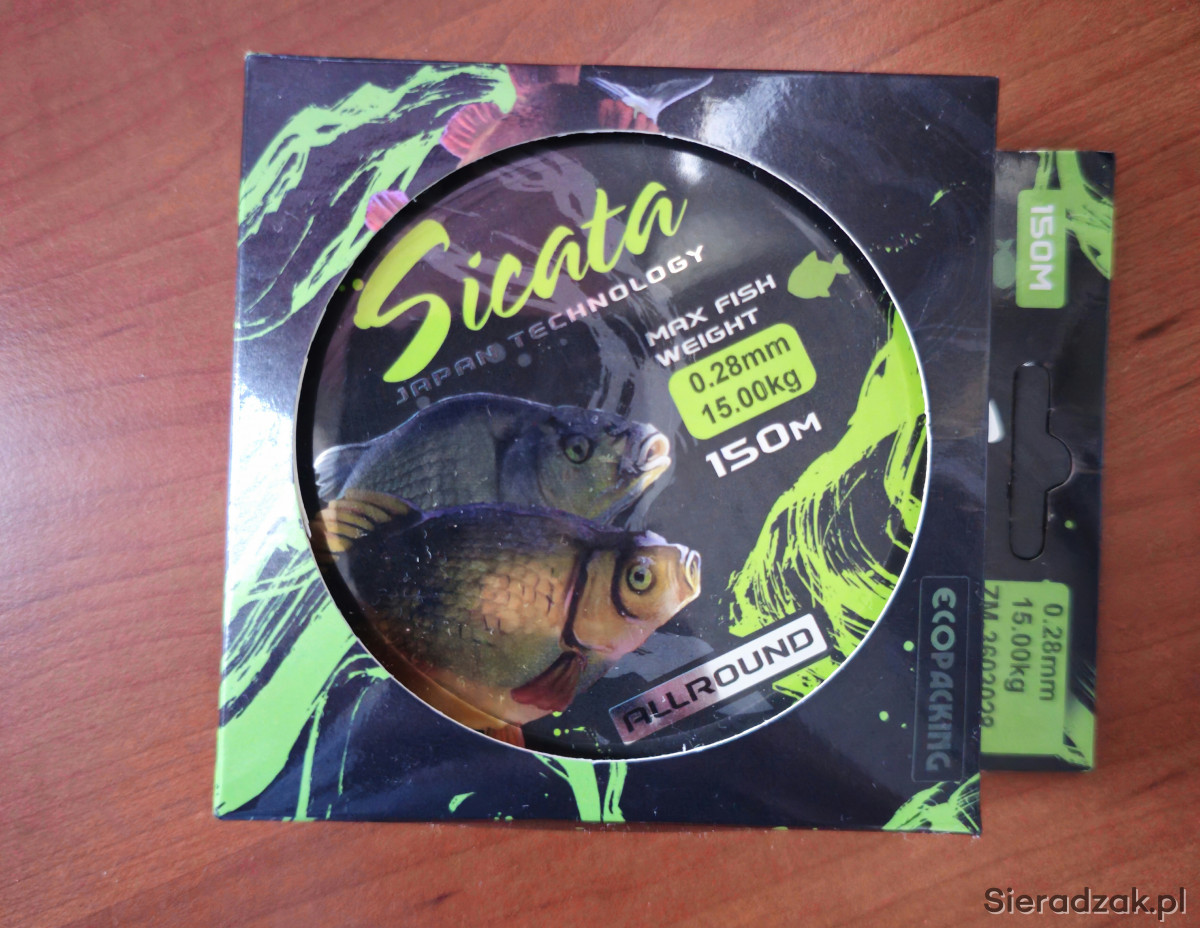 Sicata
JAPAN TECHNOLOGY
MAX FISH
WEIGHT
0.28mm
15.00kg
150M
ALLROUND
ECOPACKING
150M
0.28mm
15.00kg
Sieradzak.pl